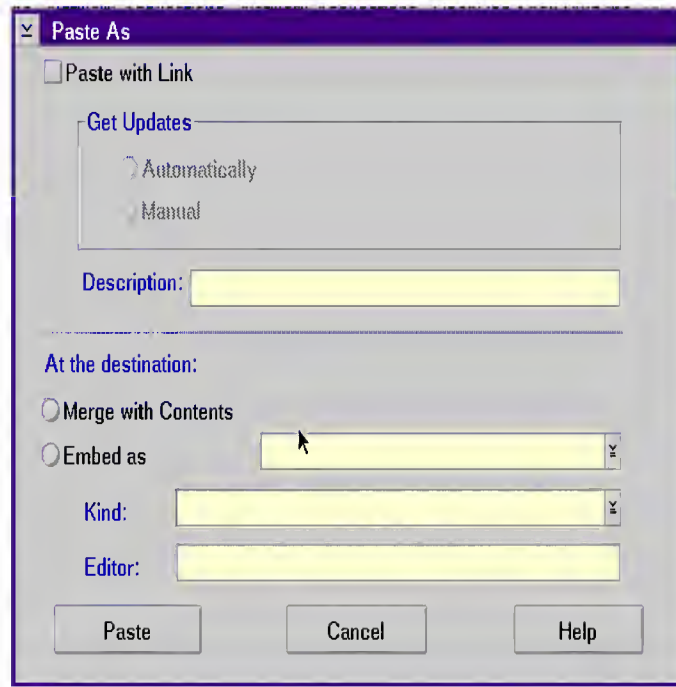 Paste As
Paste with Link
Get Updates
Automatically
Manual
Description:
At the destination:
Merge with Contents
Embed as
Kind:
Editor:
Paste Cancel Help